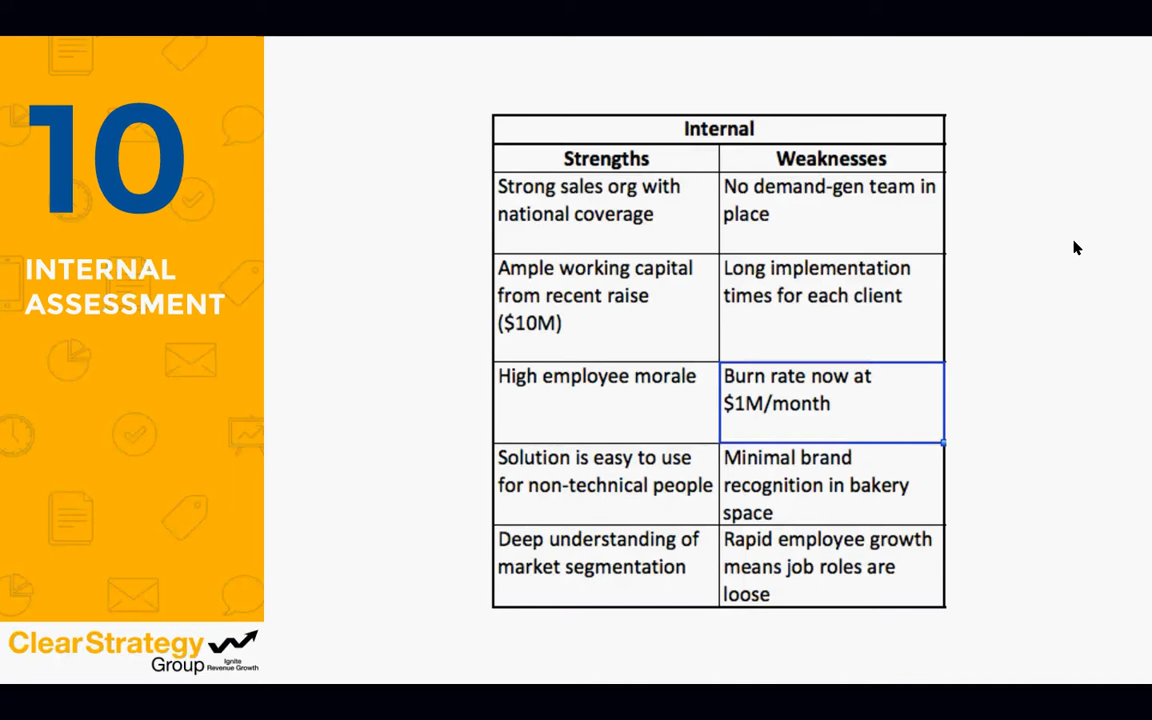 10
INTERNAL
ASSESSMENT
Internal
Strengths
Weaknesses
Strong sales org with
national coverage
No demand-gen team in
place
Ample working capital
from recent raise
($10M)
Long implementation
times for each client
High employee morale
Burn rate now at
$1M/month
Solution is easy to use
for non-technical people
Minimal brand
recognition in bakery
space
Deep understanding of
market segmentation
Rapid employee growth
means job roles are
loose
ClearStrategy
Group
Ignite
Revenue Growth